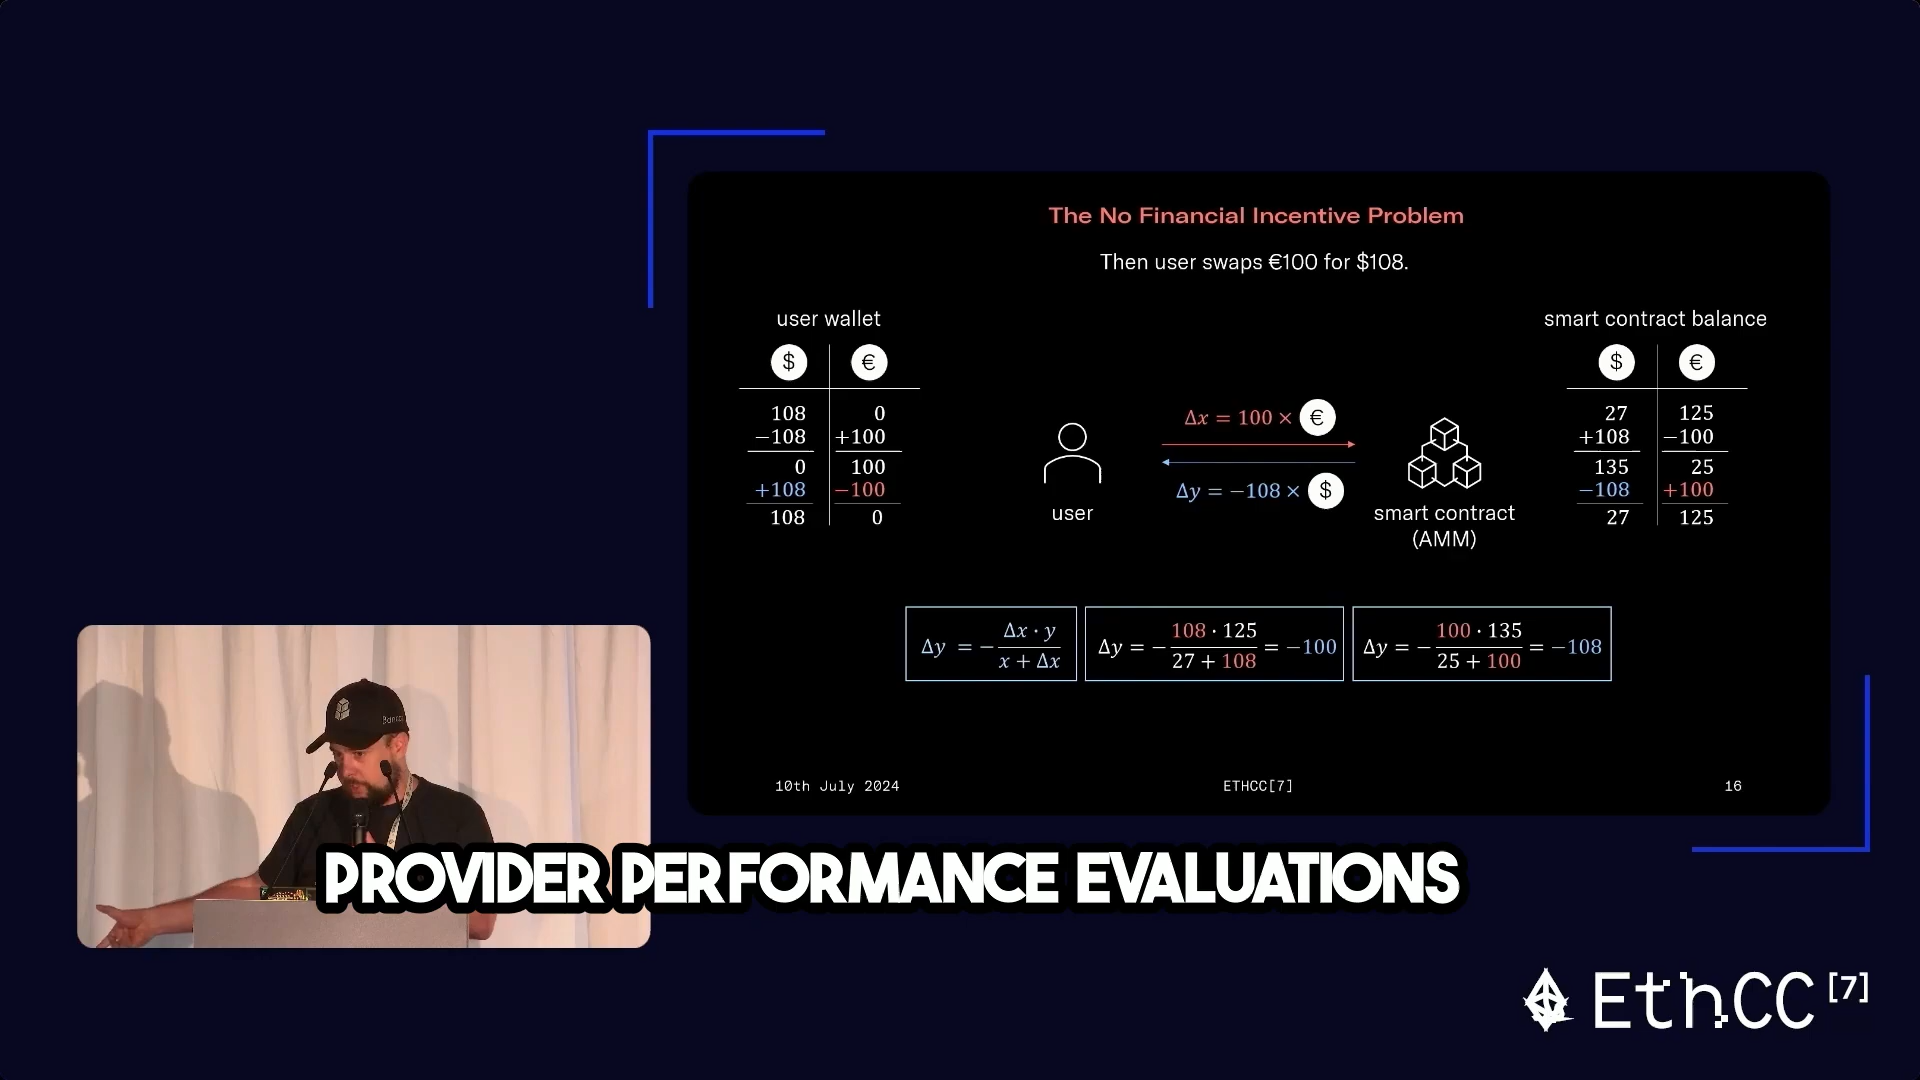 The No Financial Incentive Problem
Then user swaps €100 for $108.
user wallet
$ €
108 0
−108 +100
0 100
+108 −100
108 0
Δx = 100 × €
Δy = −108 × $
user
smart contract
(AMM)
smart contract balance
$ €
27 125
+108 −100
135 25
−108 +100
27 125
Δy = − Δx · y / x + Δx
Δy = − 108 · 125 / 27 + 108 = −100
Δy = − 100 · 135 / 25 + 100 = −108
10th July 2024
ETHCC[7]
16
PROVIDER PERFORMANCE EVALUATIONS
EthCC[7]